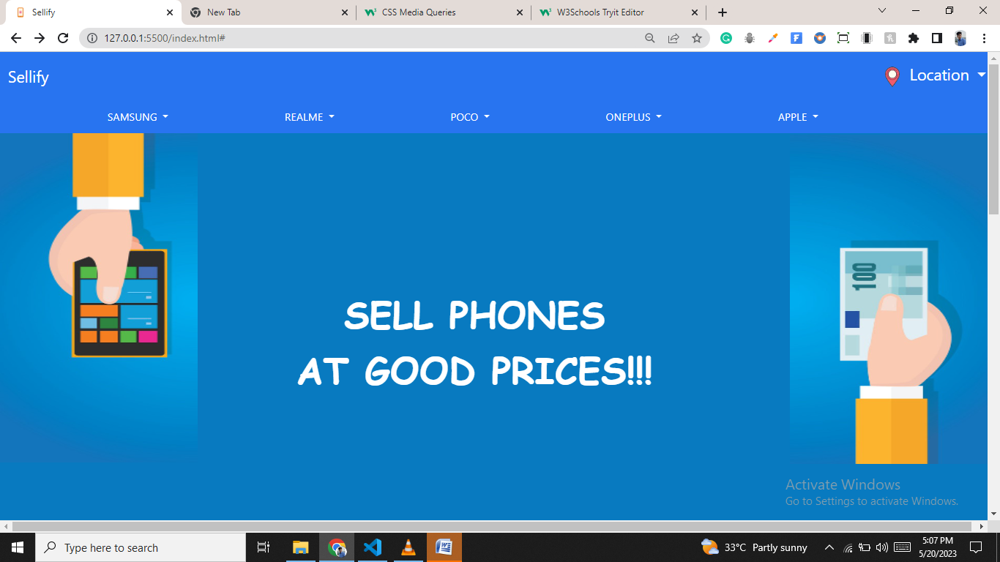 Sellify
New Tab
CSS Media Queries
W3Schools Tryit Editor
127.0.0.1:5500/index.html#
Sellify
Location
SAMSUNG
REALME
POCO
ONEPLUS
APPLE
100
SELL PHONES
AT GOOD PRICES!!!
Activate Windows
Go to Settings to activate Windows.
Type here to search
33°C Partly sunny
5:07 PM
5/20/2023